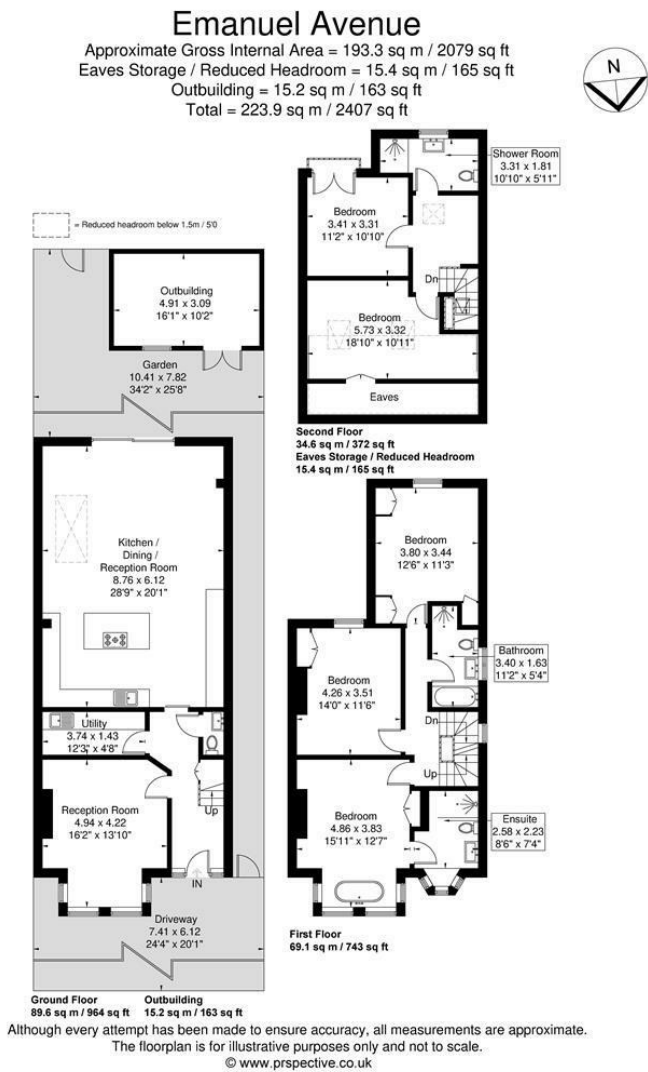 Emanuel Avenue
Approximate Gross Internal Area = 193.3 sq m / 2079 sq ft
Eaves Storage / Reduced Headroom = 15.4 sq m / 165 sq ft
Outbuilding = 15.2 sq m / 163 sq ft
Total = 223.9 sq m / 2407 sq ft
N
= Reduced headroom below 1.5m / 5'0
Shower Room
3.31 x 1.81
10'10" x 5'11"
Bedroom
3.41 x 3.31
11'2" x 10'10"
Dn
Bedroom
5.73 x 3.32
18'10" x 10'11"
Eaves
Second Floor
34.6 sq m / 372 sq ft
Eaves Storage / Reduced Headroom
15.4 sq m / 165 sq ft
Outbuilding
4.91 x 3.09
16'1" x 10'2"
Garden
10.41 x 7.82
34'2" x 25'8"
Kitchen /
Dining /
Reception Room
8.76 x 6.12
28'9" x 20'1"
Utility
3.74 x 1.43
12'3" x 4'8"
Reception Room
4.94 x 4.22
16'2" x 13'10"
Up
IN
Driveway
7.41 x 6.12
24'4" x 20'1"
Ground Floor
89.6 sq m / 964 sq ft
Outbuilding
15.2 sq m / 163 sq ft
Bedroom
3.80 x 3.44
12'6" x 11'3"
Bathroom
3.40 x 1.63
11'2" x 5'4"
Bedroom
4.26 x 3.51
14'0" x 11'6"
Dn
Up
Bedroom
4.86 x 3.83
15'11" x 12'7"
Ensuite
2.58 x 2.23
8'6" x 7'4"
First Floor
69.1 sq m / 743 sq ft
Although every attempt has been made to ensure accuracy, all measurements are approximate.
The floorplan is for illustrative purposes only and not to scale.
© www.prspective.co.uk